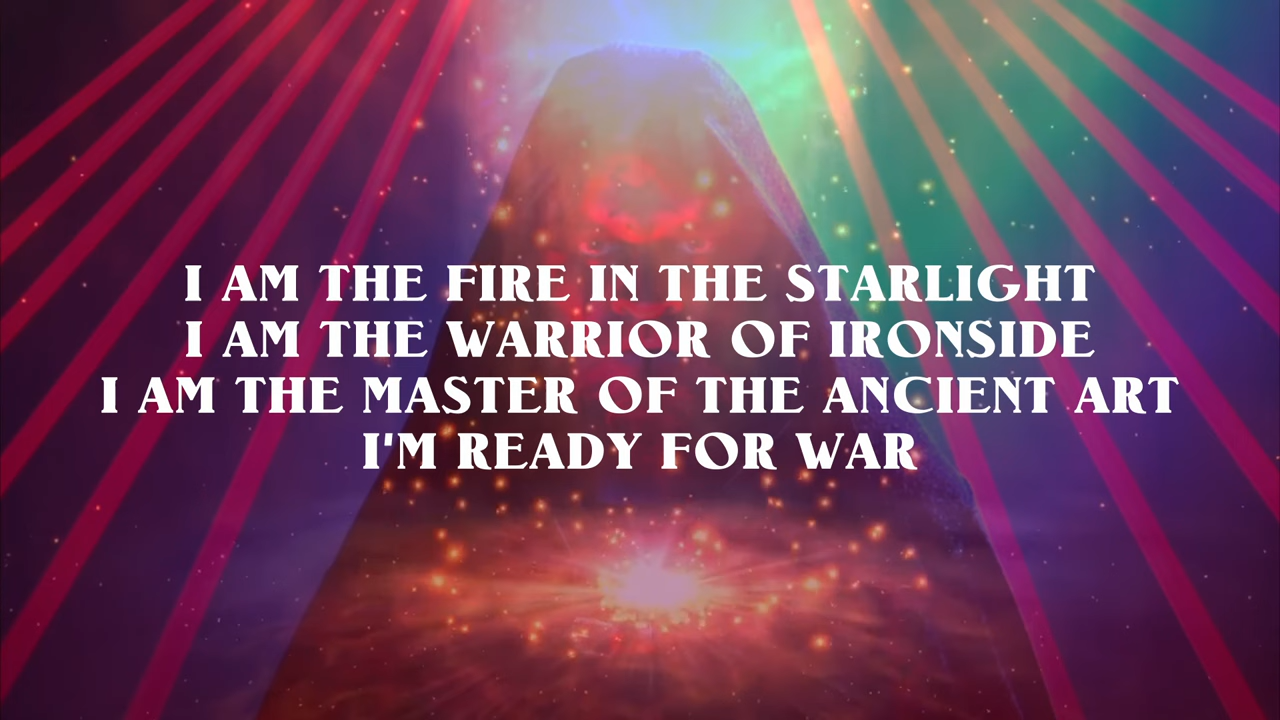 I AM THE FIRE IN THE STARLIGHT
I AM THE WARRIOR OF IRONSIDE
I AM THE MASTER OF THE ANCIENT ART
I'M READY FOR WAR